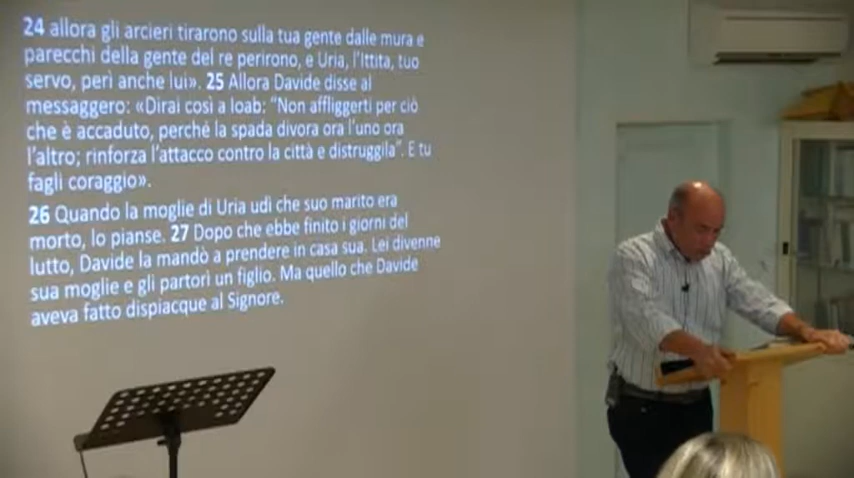 24 allora gli arcieri tirarono sulla tua gente dalle mura e
parecchi della gente del re perirono, e Uria, l'Ittita, tuo
servo, perì anche lui». 25 Allora Davide disse al
messaggero: «Dirai così a Ioab: "Non affliggerti per ciò
che è accaduto, perché la spada divora ora l'uno ora
l'altro; rinforza l'attacco contro la città e distruggila". E tu
fagli coraggio».
26 Quando la moglie di Uria udì che suo marito era
morto, lo pianse. 27 Dopo che ebbe finito i giorni del
lutto, Davide la mandò a prendere in casa sua. Lei divenne
sua moglie e gli partorì un figlio. Ma quello che Davide
aveva fatto dispiacque al Signore.